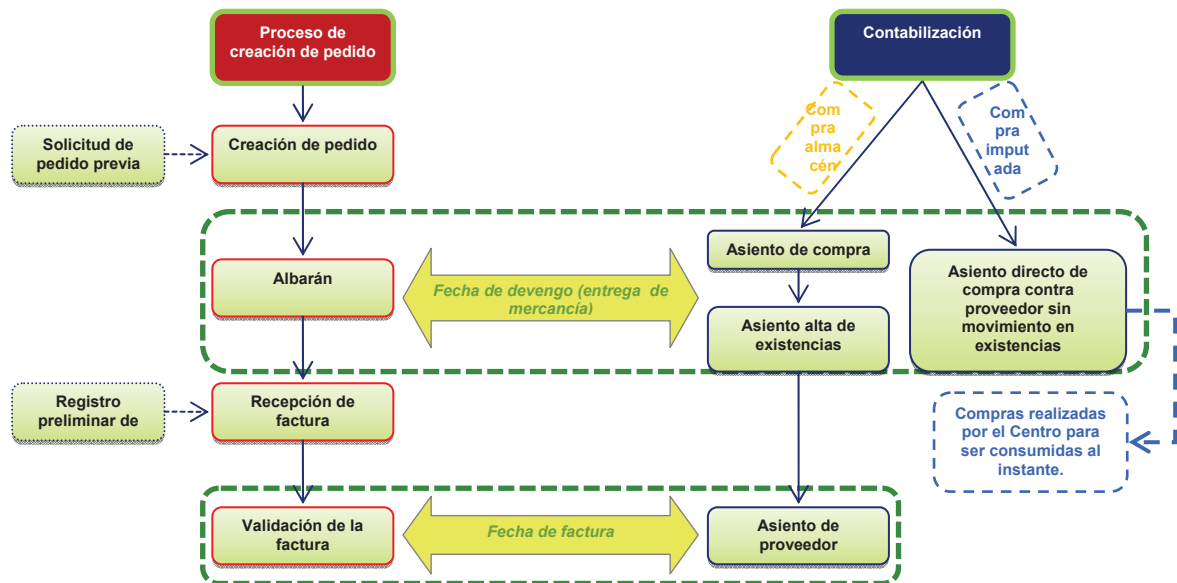 Proceso de
creación de pedido
Contabilización
Com
pra
alma
cén
Com
pra
imput
ada
Solicitud de
pedido previa
Creación de pedido
Albarán
Fecha de devengo (entrega de
mercancía)
Asiento de compra
Asiento alta de
existencias
Asiento directo de
compra contra
proveedor sin
movimiento en
existencias
Registro
preliminar de
Recepción de
factura
Compras realizadas
por el Centro para
ser consumidas al
instante.
Validación de la
factura
Fecha de factura
Asiento de
proveedor